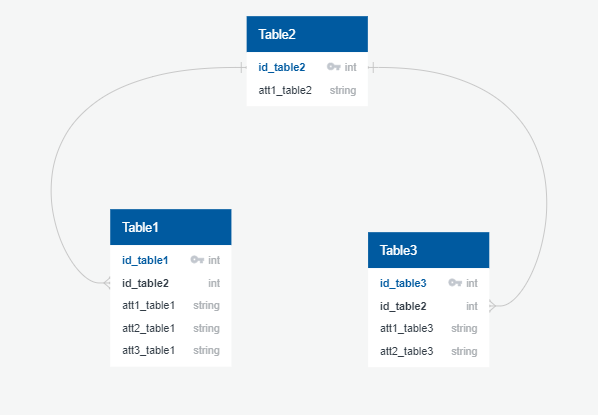 Table2
id_table2 int
att1_table2 string
Table1
id_table1 int
id_table2 int
att1_table1 string
att2_table1 string
att3_table1 string
Table3
id_table3 int
id_table2 int
att1_table3 string
att2_table3 string